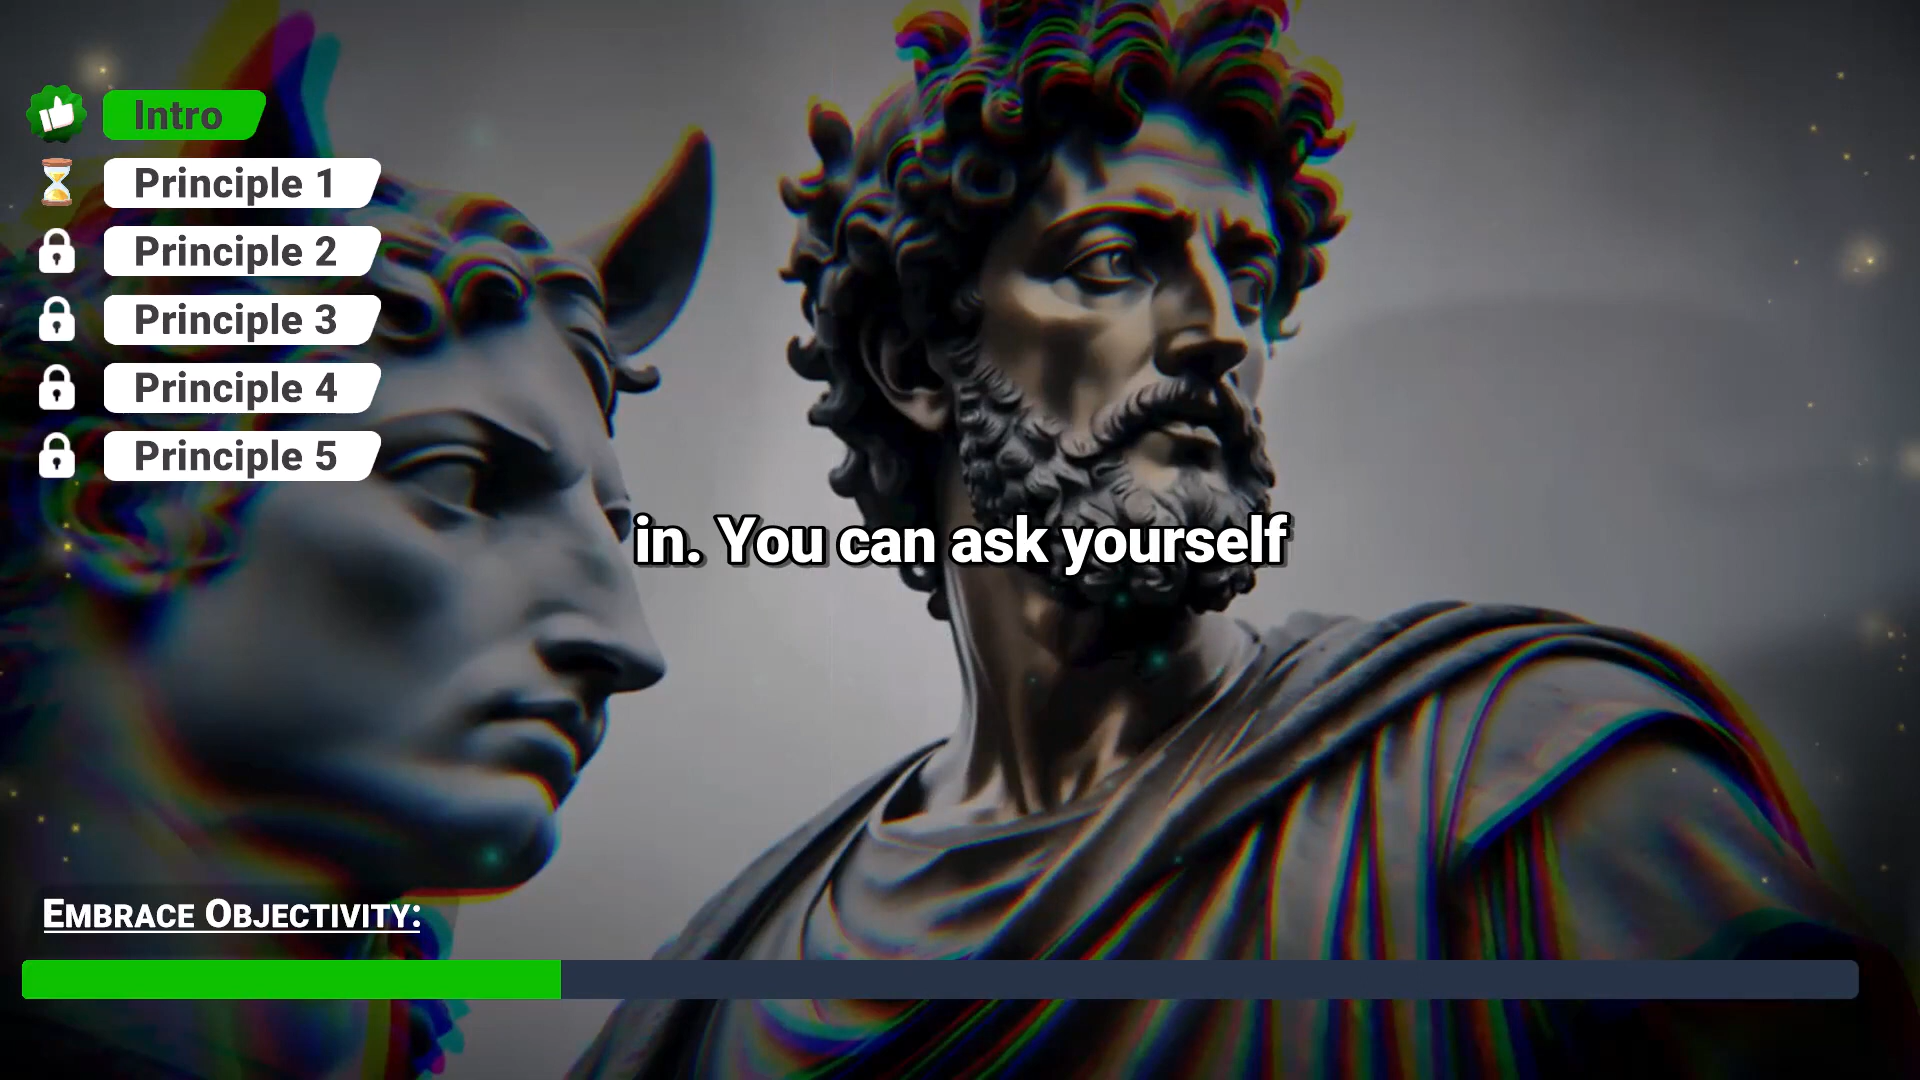 Intro
Principle 1
Principle 2
Principle 3
Principle 4
Principle 5
in. You can ask yourself
EMBRACE OBJECTIVITY: